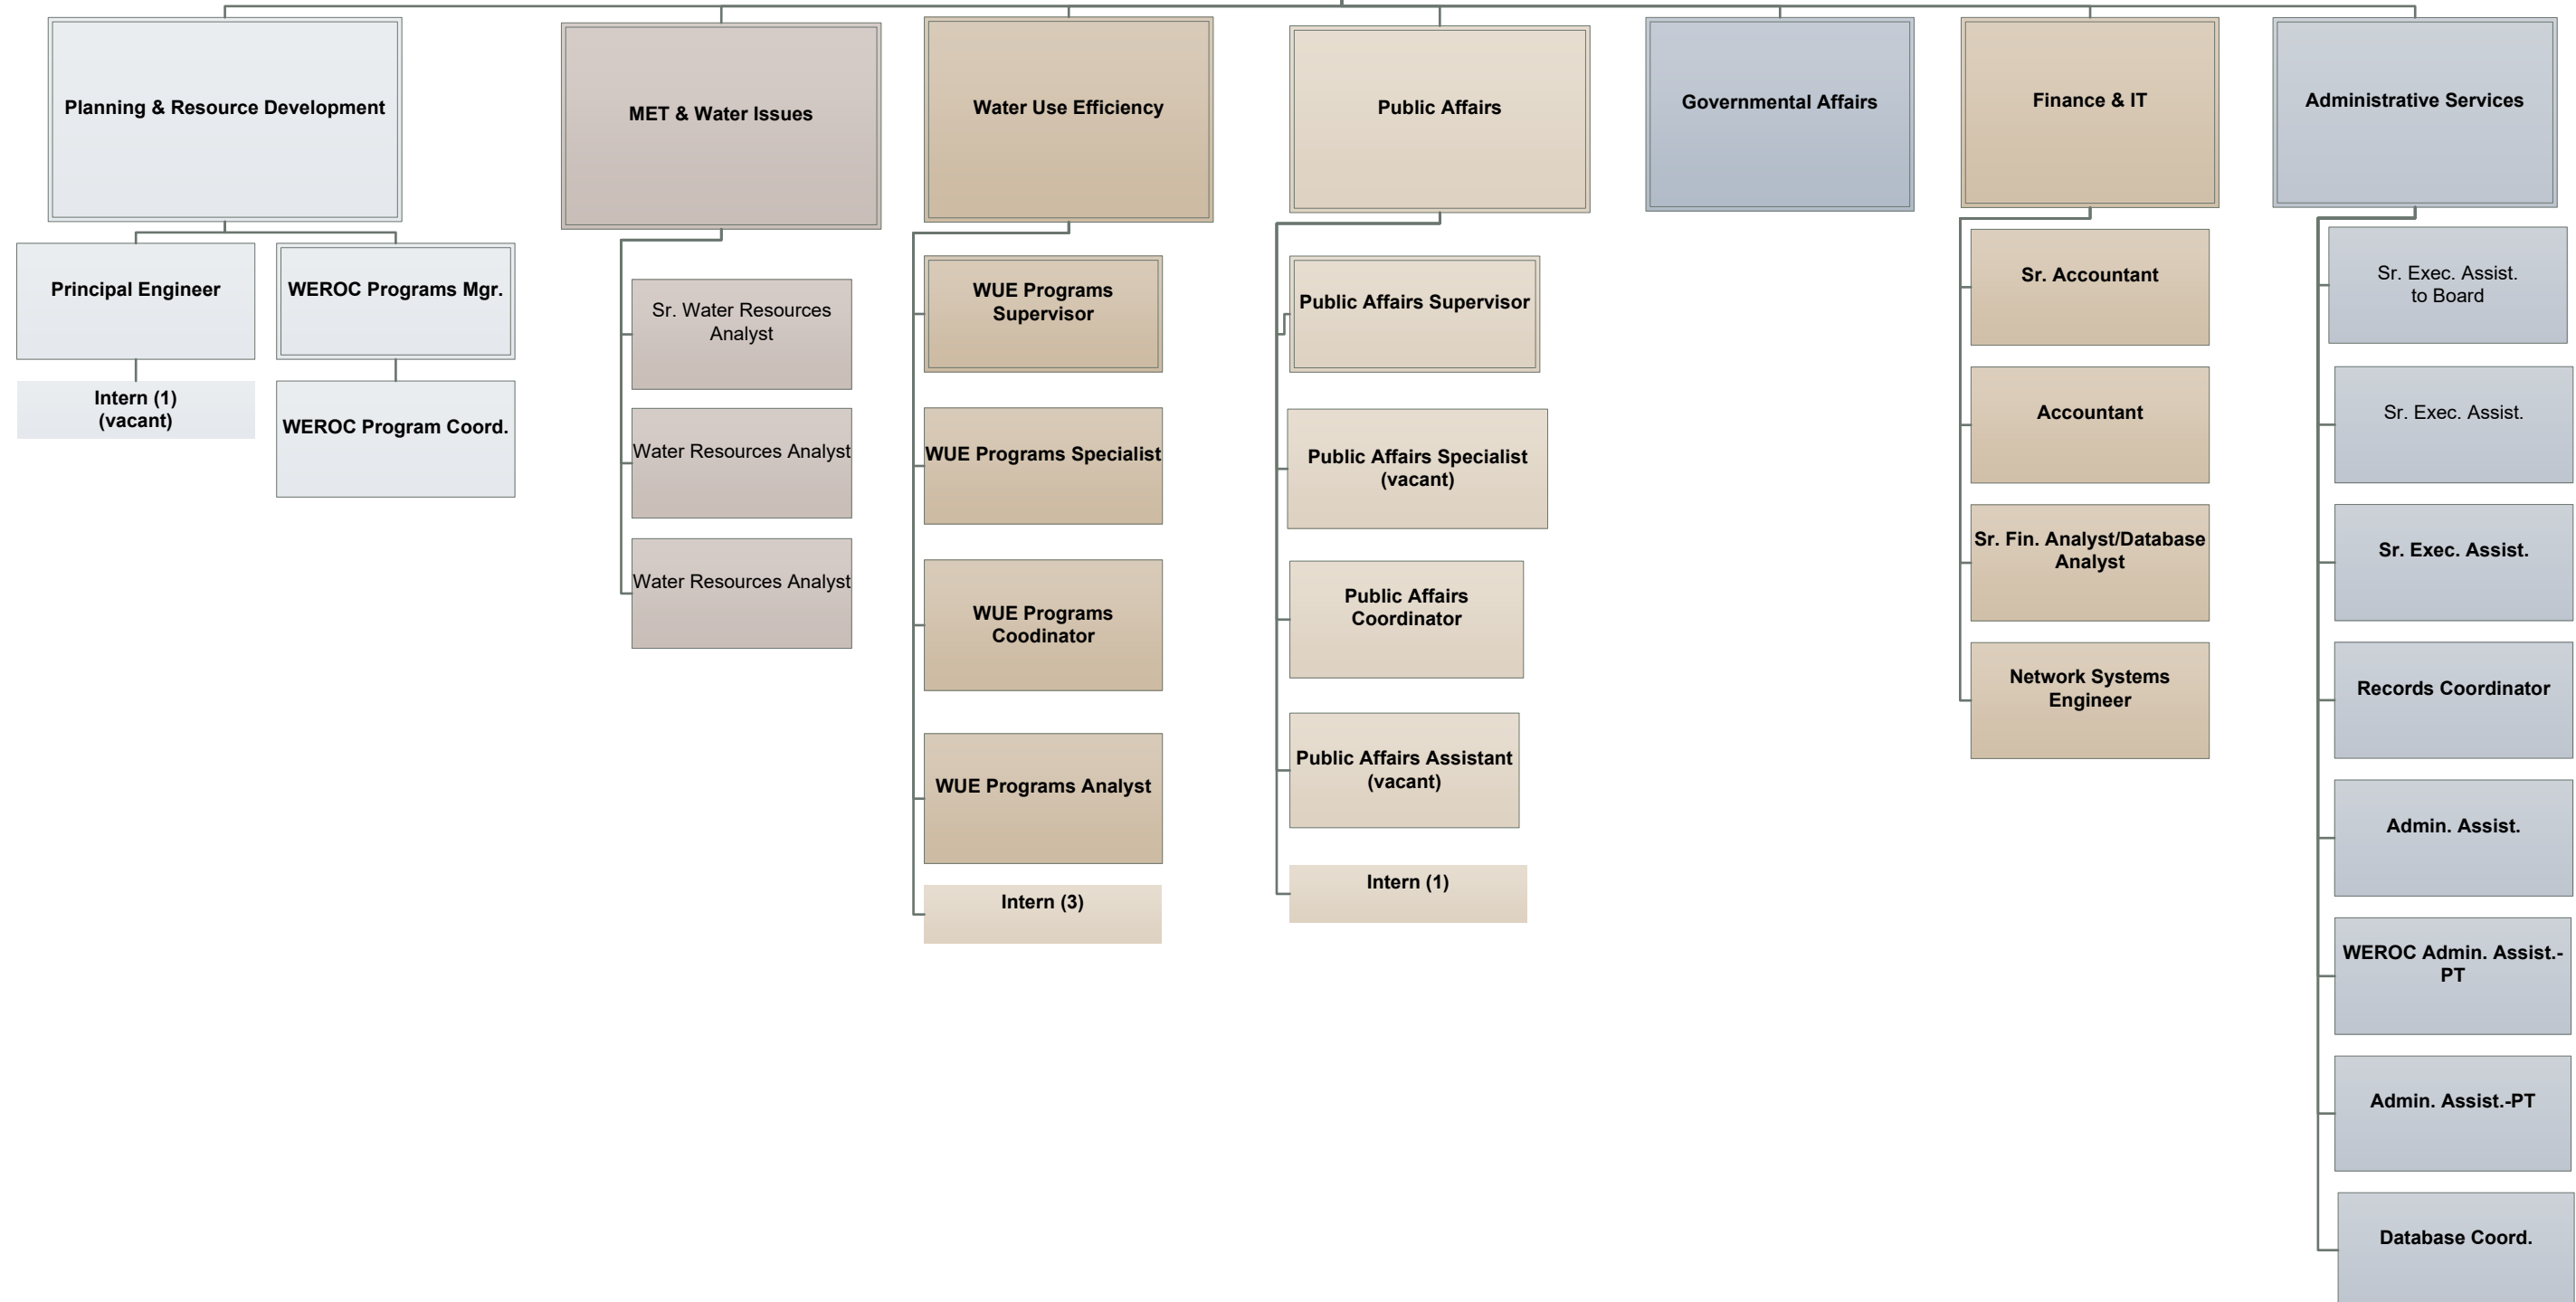 Planning & Resource Development
MET & Water Issues
Water Use Efficiency
Public Affairs
Governmental Affairs
Finance & IT
Administrative Services
Principal Engineer
Intern (1)
(vacant)
WEROC Programs Mgr.
WEROC Program Coord.
Sr. Water Resources
Analyst
Water Resources Analyst
Water Resources Analyst
WUE Programs
Supervisor
WUE Programs Specialist
WUE Programs
Coodinator
WUE Programs Analyst
Intern (3)
Public Affairs Supervisor
Public Affairs Specialist
(vacant)
Public Affairs
Coordinator
Public Affairs Assistant
(vacant)
Intern (1)
Sr. Accountant
Accountant
Sr. Fin. Analyst/Database
Analyst
Network Systems
Engineer
Sr. Exec. Assist.
to Board
Sr. Exec. Assist.
Sr. Exec. Assist.
Records Coordinator
Admin. Assist.
WEROC Admin. Assist.-
PT
Admin. Assist.-PT
Database Coord.